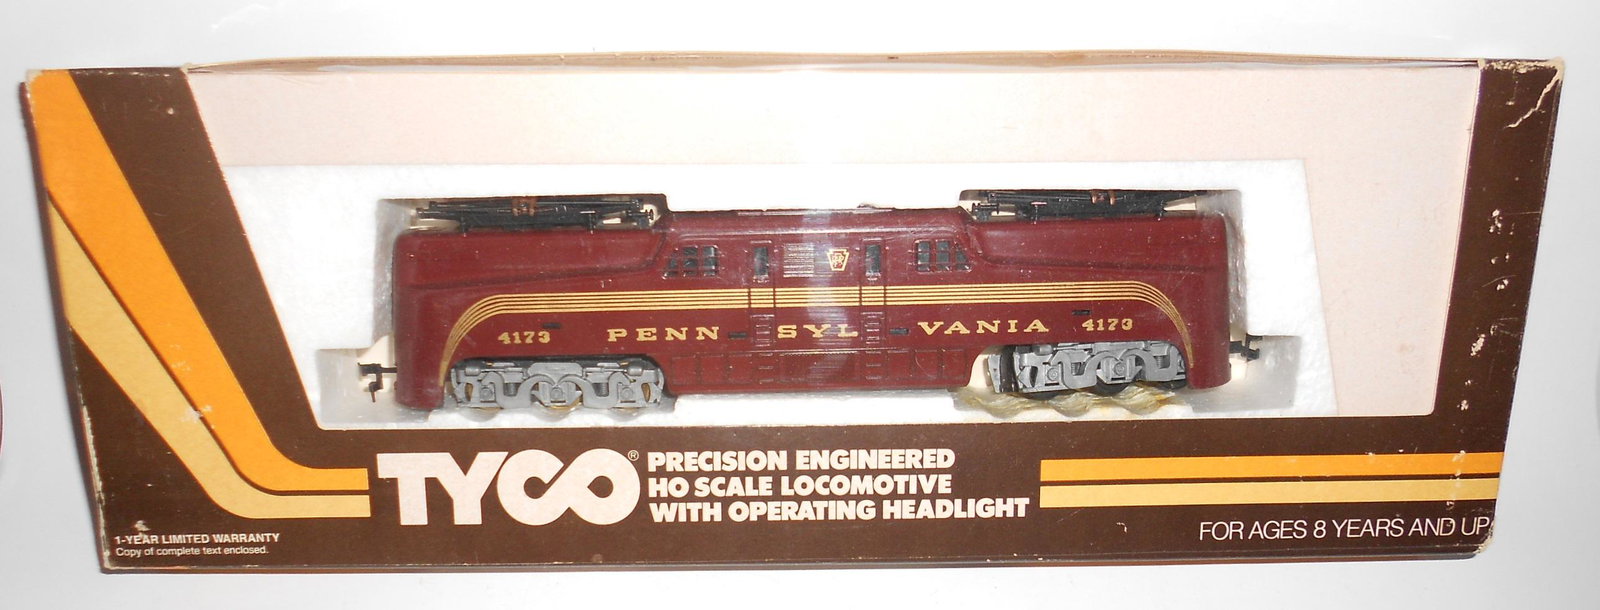 4173 PENN SYL VANIA 4173
TYCO®
PRECISION ENGINEERED
HO SCALE LOCOMOTIVE
WITH OPERATING HEADLIGHT
1-YEAR LIMITED WARRANTY
Copy of complete text enclosed.
FOR AGES 8 YEARS AND UP